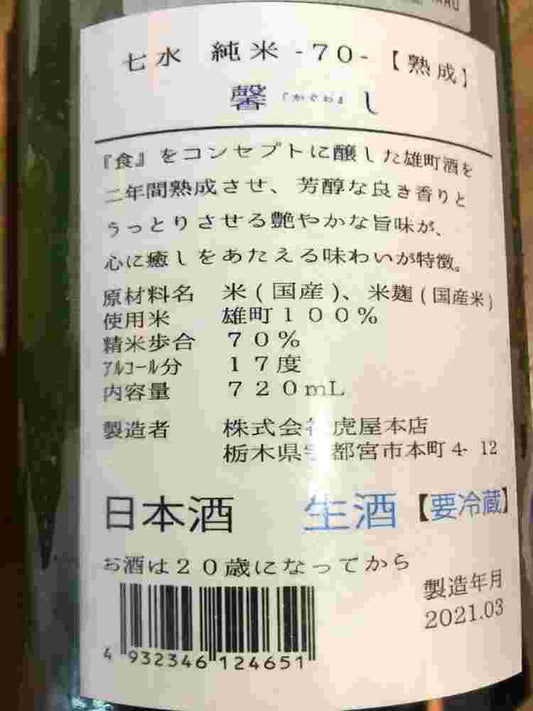 七水 純米 -70- 【熟成】
馨『かぐわ』し
『食』をコンセプトに醸した雄町酒を
二年間熟成させ、芳醇な良き香りと
うっとりさせる艶やかな旨味が、
心に癒しをあたえる味わいが特徴。
原材料名 米(国産)、米麹(国産米)
使用米 雄町100%
精米歩合 70%
アルコール分 17度
内容量 720mL
製造者 株式会社虎屋本店
栃木県宇都宮市本町4-12
日本酒 生酒【要冷蔵】
お酒は20歳になってから
製造年月
2021.03
4 932346 124651